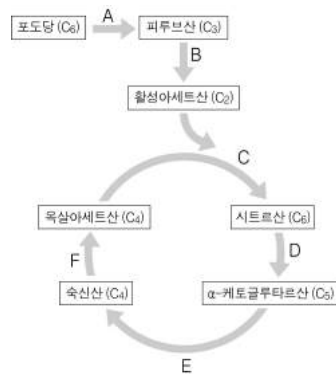 포도당(C₆) A 피루브산(C₃)
B
활성아세트산(C₂)
C
옥살아세트산(C₄) 시트르산(C₆)
F D
숙신산(C₄) α-케토글루타르산(C₅)
E